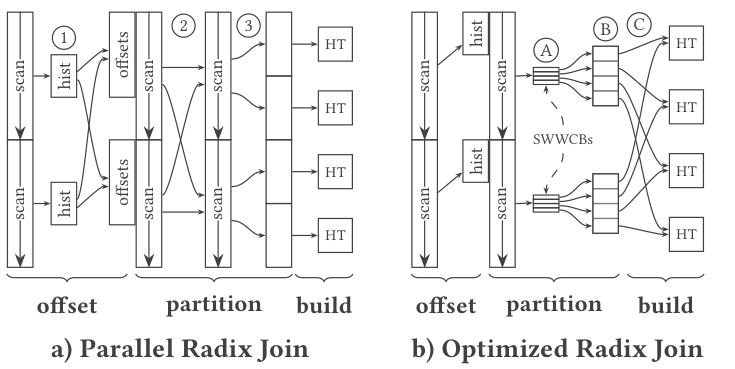 1
2
3
scan
hist
offsets
scan
scan
HT
HT
scan
hist
offsets
scan
scan
HT
HT
offset
partition
build
a) Parallel Radix Join
A
B
C
scan
hist
scan
HT
HT
SWWCBs
scan
hist
scan
HT
HT
offset
partition
build
b) Optimized Radix Join